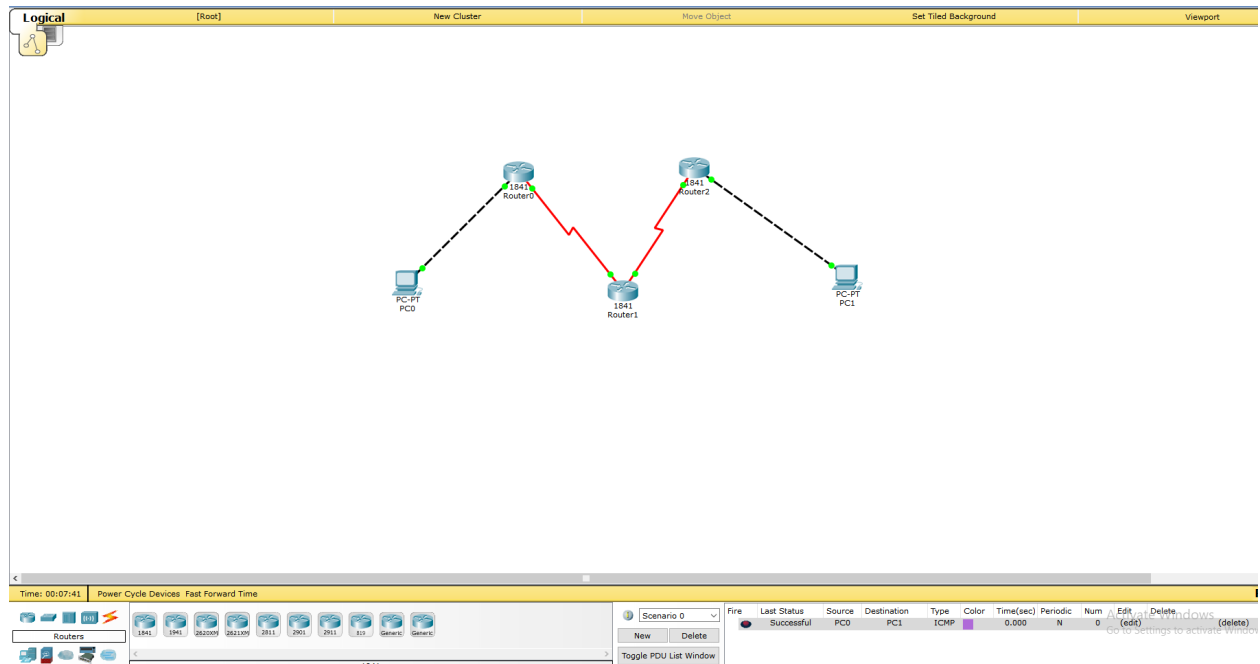 Logical [Root] New Cluster Move Object Set Tiled Background Viewport
1841
Router0
1841
Router2
PC-PT
PC0
1841
Router1
PC-PT
PC1
Time: 00:07:41 Power Cycle Devices Fast Forward Time
Routers
1841 1941 2620XM 2621XM 2811 2901 2911 819 Generic Generic
Scenario 0
New Delete
Toggle PDU List Window
Fire Last Status Source Destination Type Color Time(sec) Periodic Num Edit Delete
Successful PC0 PC1 ICMP 0.000 N 0 (edit) (delete)
Activate Windows
Go to Settings to activate Windows